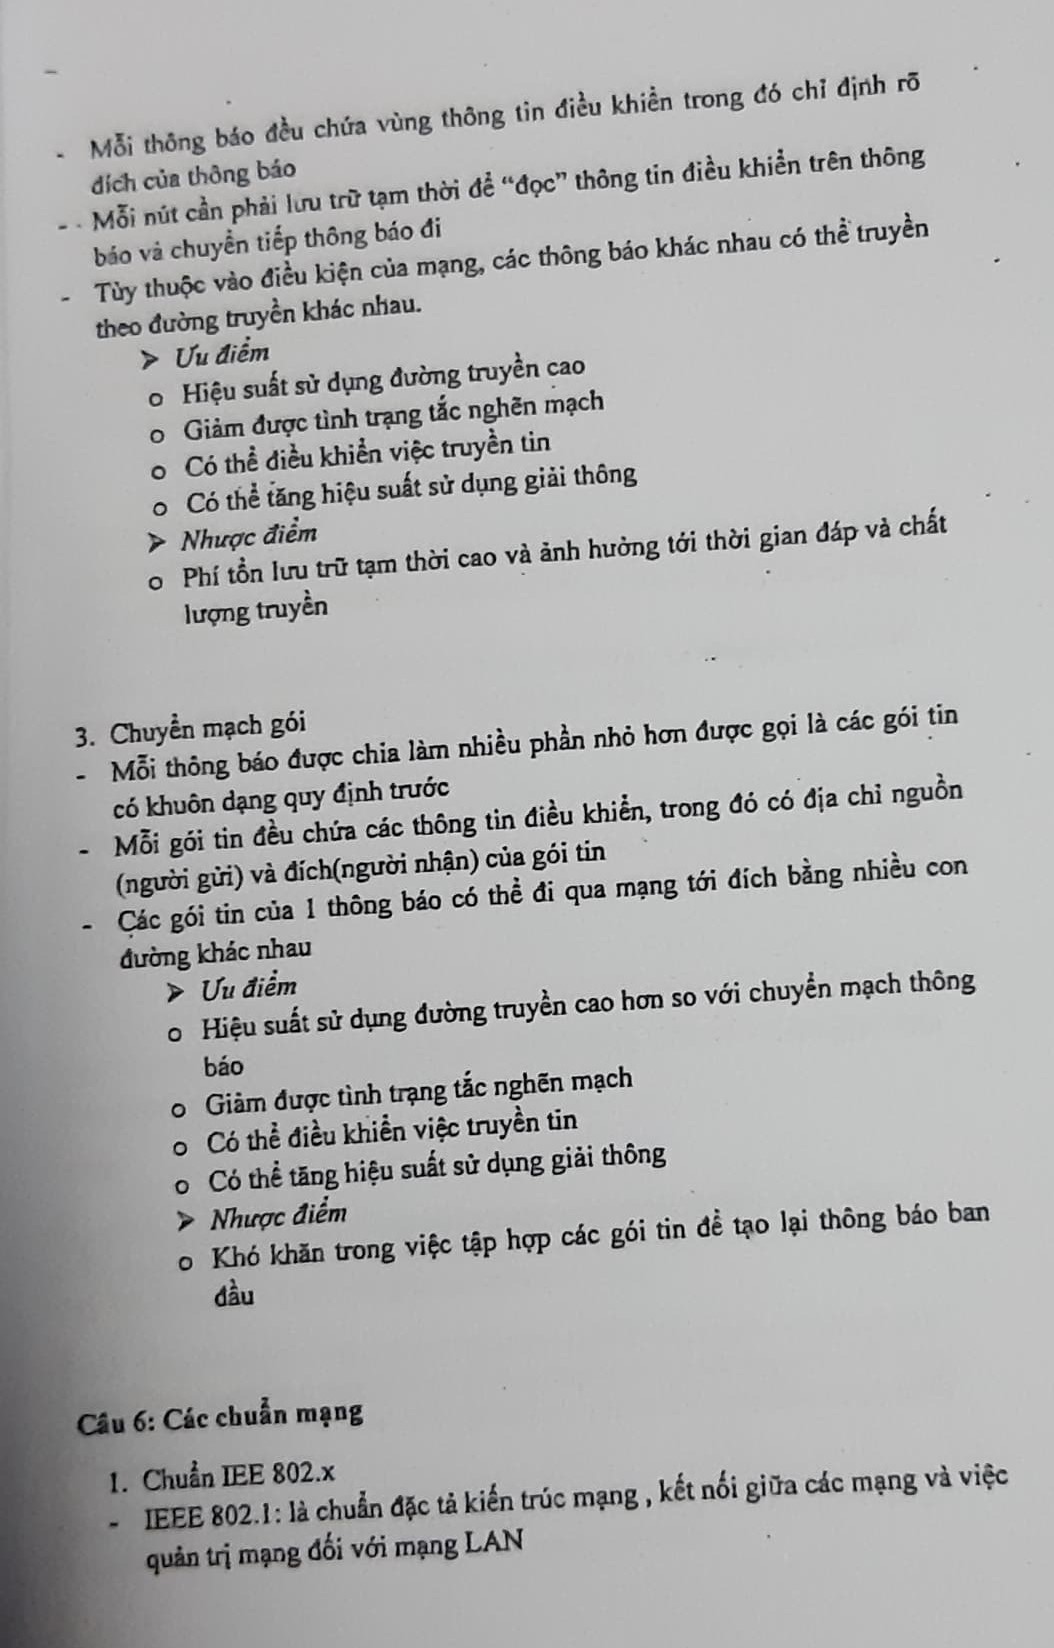 - Mỗi thông báo đều chứa vùng thông tin điều khiển trong đó chỉ định rõ
đích của thông báo
- Mỗi nút cần phải lưu trữ tạm thời để “đọc” thông tin điều khiển trên thông
báo và chuyển tiếp thông báo đi
- Tùy thuộc vào điều kiện của mạng, các thông báo khác nhau có thể truyền
theo đường truyền khác nhau.
➢ Ưu điểm
o Hiệu suất sử dụng đường truyền cao
o Giảm được tình trạng tắc nghẽn mạch
o Có thể điều khiển việc truyền tin
o Có thể tăng hiệu suất sử dụng giải thông
➢ Nhược điểm
o Phí tổn lưu trữ tạm thời cao và ảnh hưởng tới thời gian đáp và chất
lượng truyền
3. Chuyển mạch gói
- Mỗi thông báo được chia làm nhiều phần nhỏ hơn được gọi là các gói tin
có khuôn dạng quy định trước
- Mỗi gói tin đều chứa các thông tin điều khiển, trong đó có địa chỉ nguồn
(người gửi) và đích(người nhận) của gói tin
- Các gói tin của 1 thông báo có thể đi qua mạng tới đích bằng nhiều con
đường khác nhau
➢ Ưu điểm
o Hiệu suất sử dụng đường truyền cao hơn so với chuyển mạch thông
báo
o Giảm được tình trạng tắc nghẽn mạch
o Có thể điều khiển việc truyền tin
o Có thể tăng hiệu suất sử dụng giải thông
➢ Nhược điểm
o Khó khăn trong việc tập hợp các gói tin để tạo lại thông báo ban
đầu
Câu 6: Các chuẩn mạng
1. Chuẩn IEE 802.x
- IEEE 802.1: là chuẩn đặc tả kiến trúc mạng , kết nối giữa các mạng và việc
quản trị mạng đối với mạng LAN